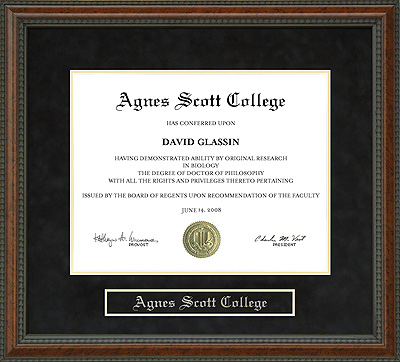 Agnes Scott College
HAS CONFERRED UPON
DAVID GLASSIN
HAVING DEMONSTRATED ABILITY BY ORIGINAL RESEARCH
IN BIOLOGY
THE DEGREE OF DOCTOR OF PHILOSOPHY
WITH ALL THE RIGHTS AND PRIVILEGES THERETO PERTAINING
ISSUED BY THE BOARD OF REGENTS UPON RECOMMENDATION OF THE FACULTY
JUNE 14, 2008
PROVOST
PRESIDENT
Agnes Scott College